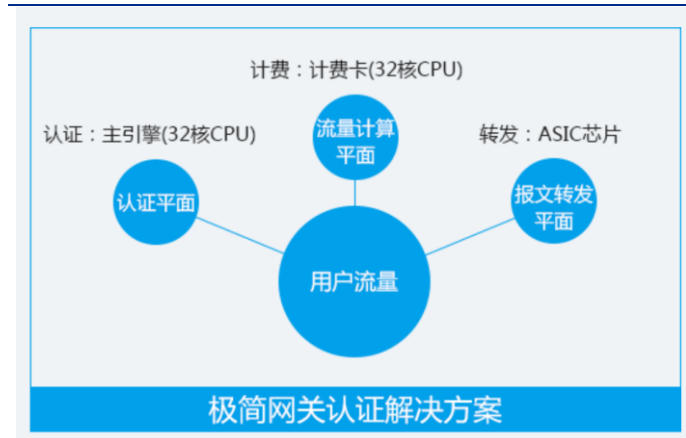 计费：计费卡(32核CPU)
认证：主引擎(32核CPU)
流量计算
平面
转发：ASIC芯片
认证平面
报文转发
平面
用户流量
极简网关认证解决方案